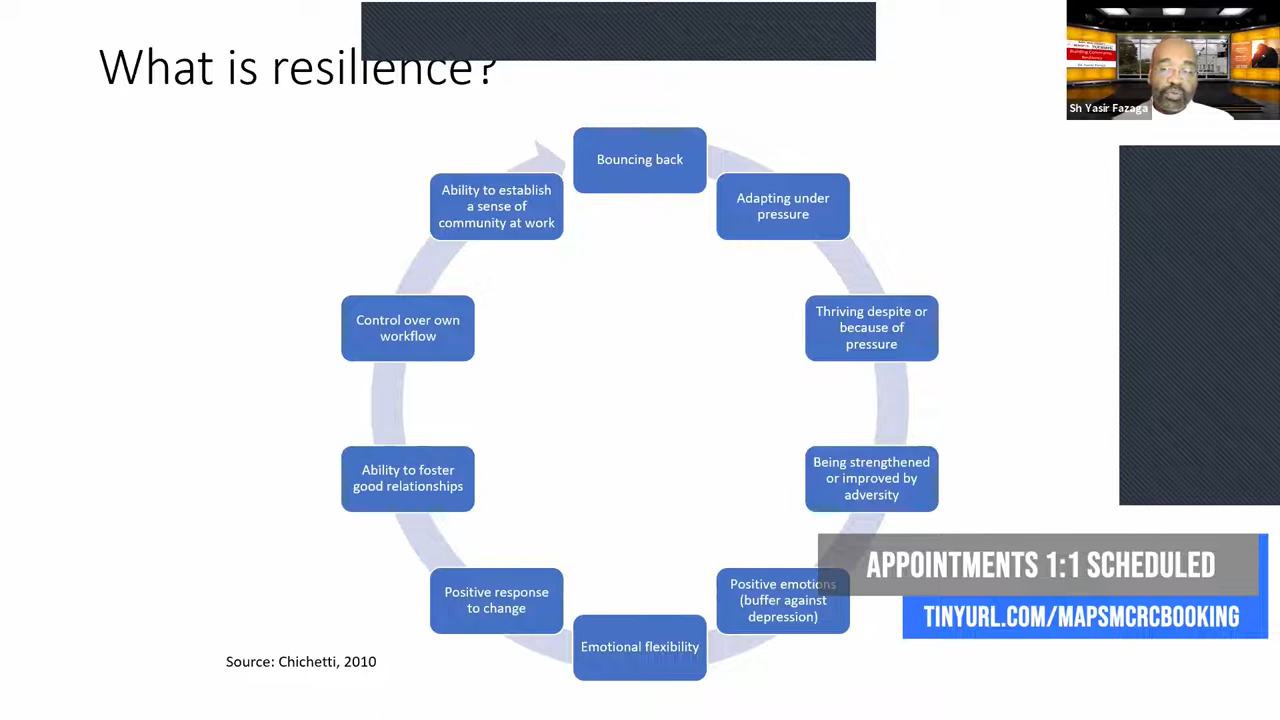 What is resilience?
Bouncing back
Adapting under
pressure
Thriving despite or
because of
pressure
Being strengthened
or improved by
adversity
Positive emotions
(buffer against
depression)
Emotional flexibility
Positive response
to change
Ability to foster
good relationships
Control over own
workflow
Ability to establish
a sense of
community at work
Source: Chichetti, 2010
Sh Yasir Fazaga
Building Community
Resiliency
APPOINTMENTS 1:1 SCHEDULED
TINYURL.COM/MAPSMCRCBOOKING